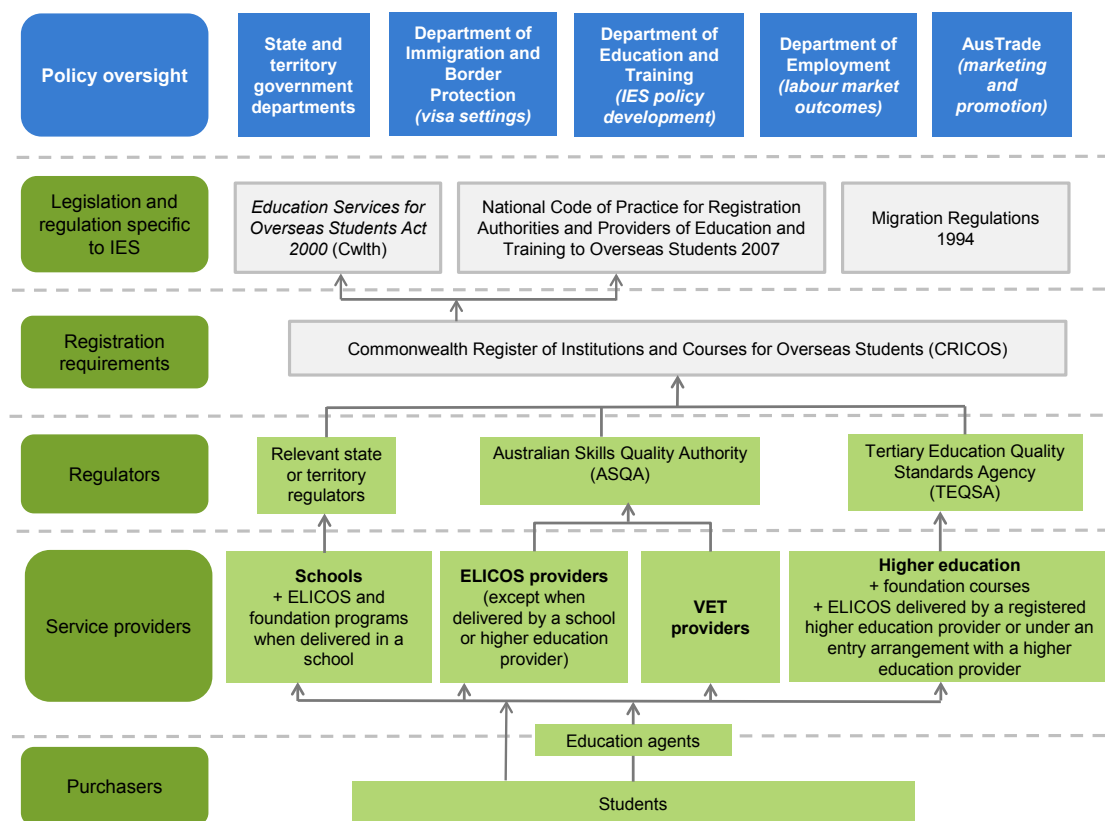 Policy oversight
State and
territory
government
departments
Department of
Immigration and
Border
Protection
(visa settings)
Department of
Education and
Training
(IES policy
development)
Department of
Employment
(labour market
outcomes)
AusTrade
(marketing
and
promotion)
Legislation and
regulation specific
to IES
Education Services for
Overseas Students Act
2000 (Cwlth)
National Code of Practice for Registration
Authorities and Providers of Education and
Training to Overseas Students 2007
Migration Regulations
1994
Registration
requirements
Commonwealth Register of Institutions and Courses for Overseas Students (CRICOS)
Regulators
Relevant state
or territory
regulators
Australian Skills Quality Authority
(ASQA)
Tertiary Education Quality
Standards Agency
(TEQSA)
Service providers
Schools
+ ELICOS and
foundation programs
when delivered in a
school
ELICOS providers
(except when
delivered by a school
or higher education
provider)
VET
providers
Higher education
+ foundation courses
+ ELICOS delivered by a registered
higher education provider or under an
entry arrangement with a higher
education provider
Purchasers
Education agents
Students